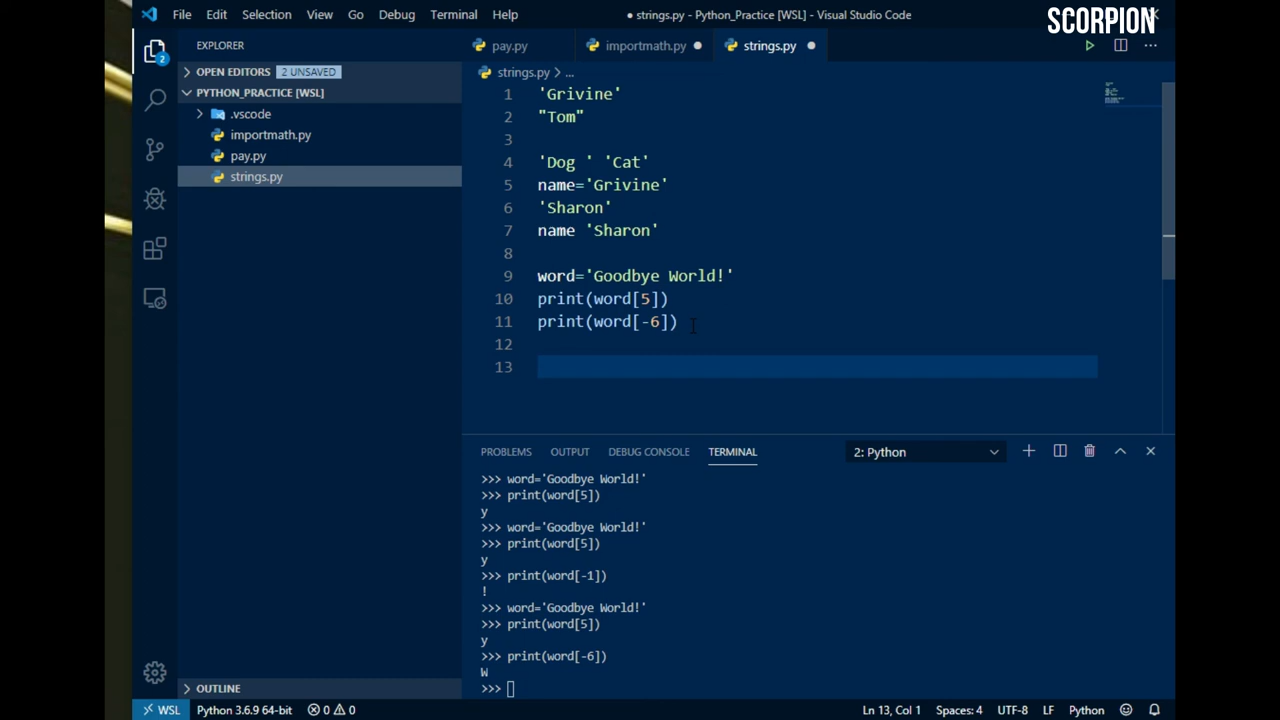 File Edit Selection View Go Debug Terminal Help
● strings.py - Python_Practice [WSL] - Visual Studio Code
SCORPION
EXPLORER
2
OPEN EDITORS 2 UNSAVED
PYTHON_PRACTICE [WSL]
.vscode
importmath.py
pay.py
strings.py
OUTLINE
pay.py importmath.py ● strings.py ●
strings.py > ...
1 'Grivine'
2 "Tom"
3
4 'Dog ' 'Cat'
5 name='Grivine'
6 'Sharon'
7 name 'Sharon'
8
9 word='Goodbye World!'
10 print(word[5])
11 print(word[-6])
12
13
PROBLEMS OUTPUT DEBUG CONSOLE TERMINAL 2: Python
>>> word='Goodbye World!'
>>> print(word[5])
y
>>> word='Goodbye World!'
>>> print(word[5])
y
>>> print(word[-1])
!
>>> word='Goodbye World!'
>>> print(word[5])
y
>>> print(word[-6])
W
>>>
WSL Python 3.6.9 64-bit 0 0 Ln 13, Col 1 Spaces: 4 UTF-8 LF Python